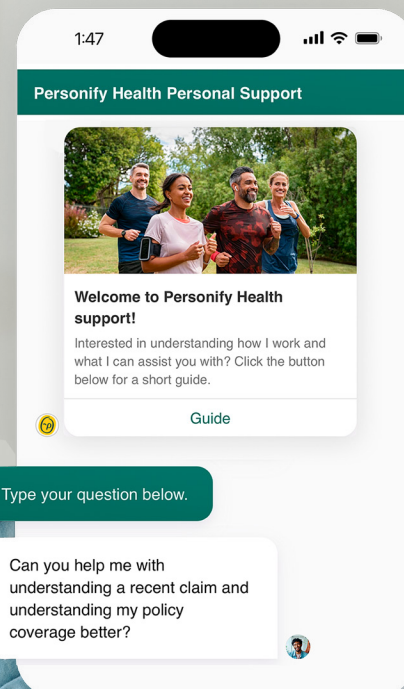 1:47
Personify Health Personal Support
Welcome to Personify Health
support!
Interested in understanding how I work and
what I can assist you with? Click the button
below for a short guide.
Guide
Type your question below.
Can you help me with
understanding a recent claim and
understanding my policy
coverage better?